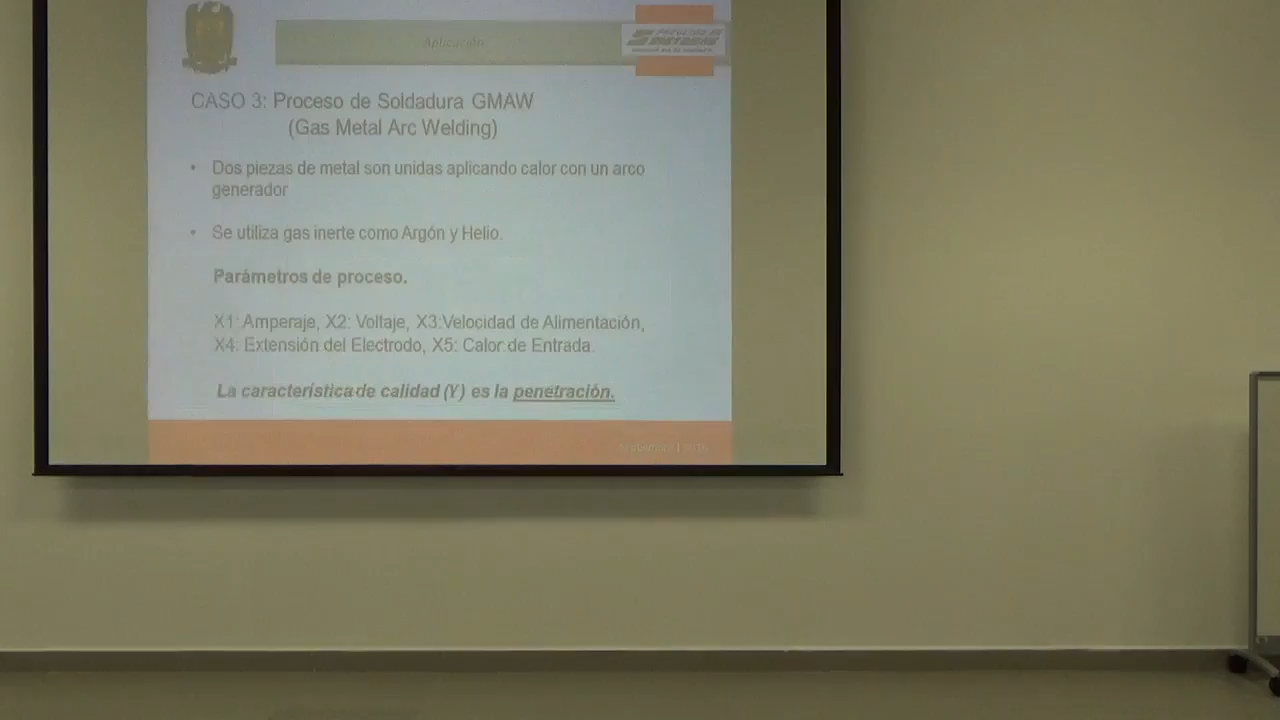 Aplicación
CASO 3: Proceso de Soldadura GMAW
(Gas Metal Arc Welding)
• Dos piezas de metal son unidas aplicando calor con un arco
generador
• Se utiliza gas inerte como Argón y Helio.
Parámetros de proceso.
X1: Amperaje, X2: Voltaje, X3:Velocidad de Alimentación,
X4: Extensión del Electrodo, X5: Calor de Entrada.
La característica de calidad (Y) es la penetración.